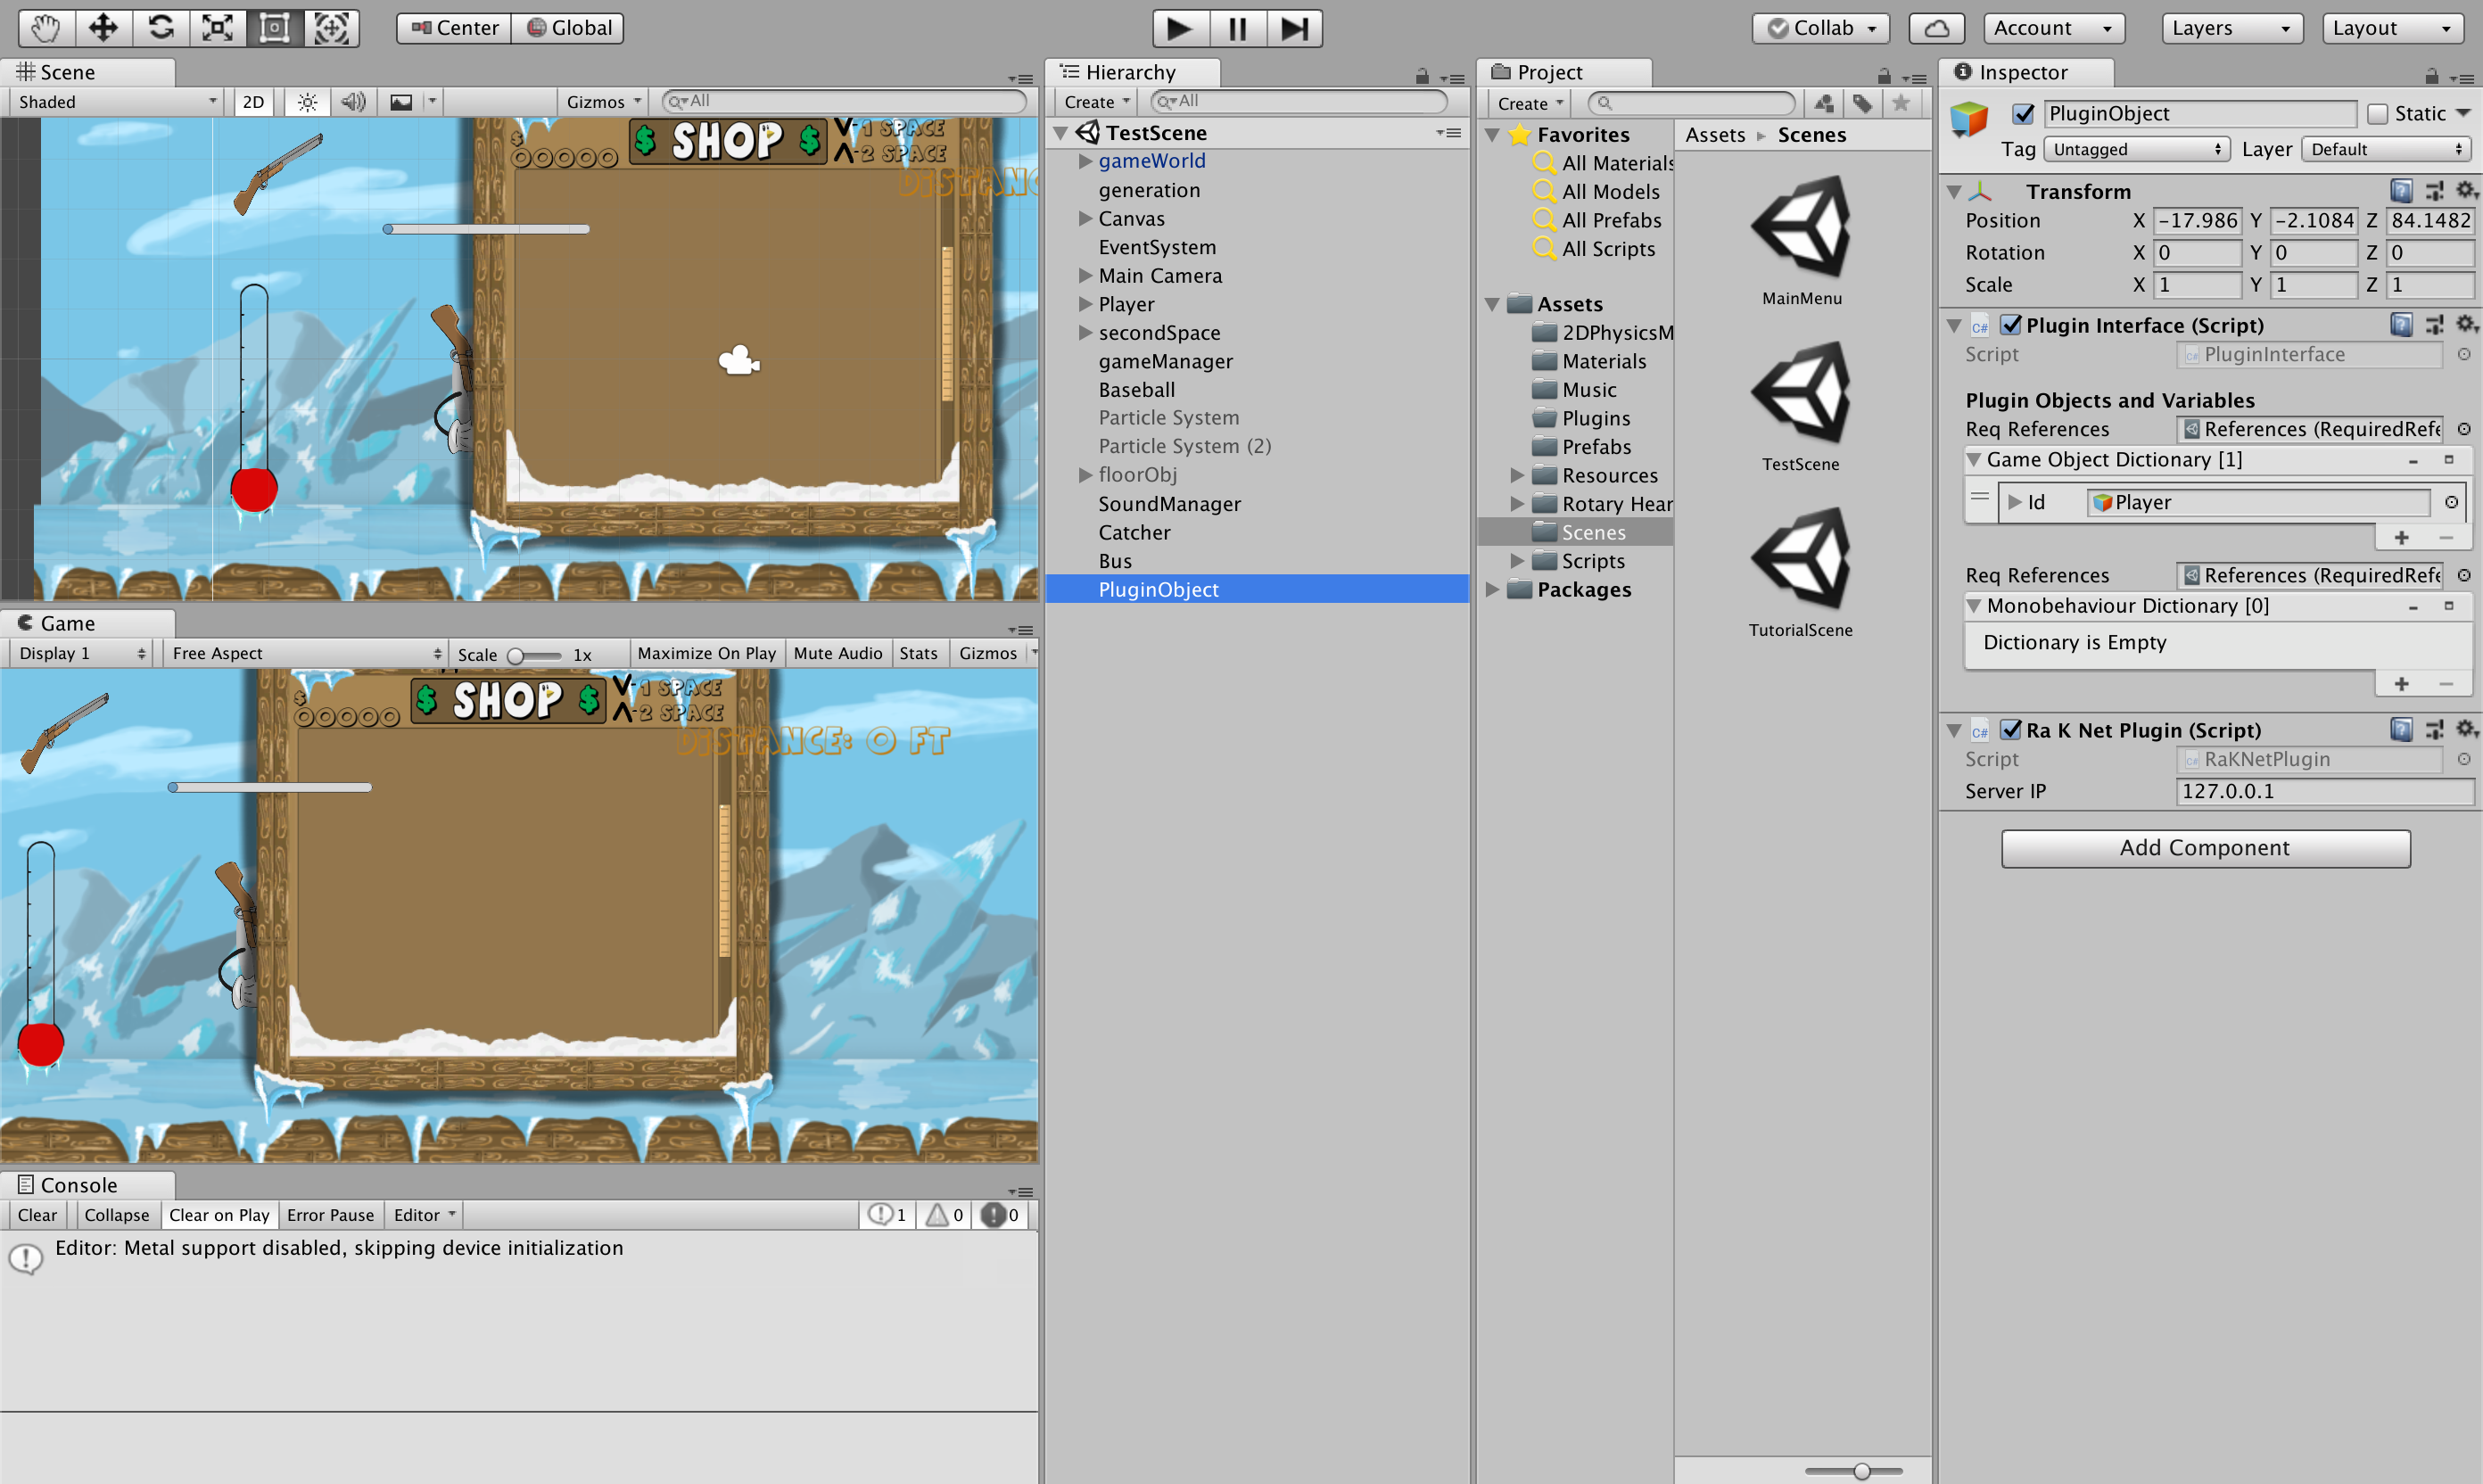 Center Global Collab Account Layers Layout
Scene
Shaded 2D Gizmos All
$ SHOP $
V-1 SPACE
Λ-2 SPACE
Game
Display 1 Free Aspect Scale 1x Maximize On Play Mute Audio Stats Gizmos
$ SHOP $
V-1 SPACE
Λ-2 SPACE
DISTANCE: 0 FT
Console
Clear Collapse Clear on Play Error Pause Editor 1 0 0
Editor: Metal support disabled, skipping device initialization
Hierarchy
Create All
TestScene
gameWorld
generation
Canvas
EventSystem
Main Camera
Player
secondSpace
gameManager
Baseball
Particle System
Particle System (2)
floorObj
SoundManager
Catcher
Bus
PluginObject
Project
Create
Favorites
All Materials
All Models
All Prefabs
All Scripts
Assets
2DPhysicsM
Materials
Music
Plugins
Prefabs
Resources
Rotary Hear
Scenes
Scripts
Packages
Assets Scenes
MainMenu
TestScene
TutorialScene
Inspector
PluginObject Static
Tag Untagged Layer Default
Transform
Position X -17.986 Y -2.1084 Z 84.1482
Rotation X 0 Y 0 Z 0
Scale X 1 Y 1 Z 1
C# Plugin Interface (Script)
Script PluginInterface
Plugin Objects and Variables
Req References References (RequiredRefe
Game Object Dictionary [1]
Id Player
Req References References (RequiredRefe
Monobehaviour Dictionary [0]
Dictionary is Empty
C# Ra K Net Plugin (Script)
Script RaKNetPlugin
Server IP 127.0.0.1
Add Component